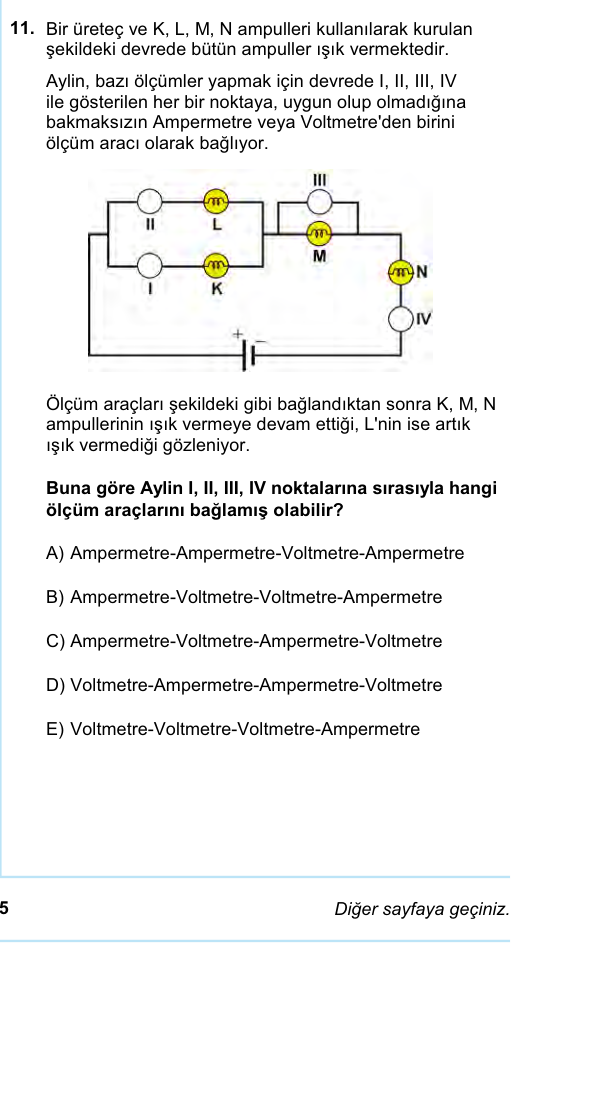 11. Bir üreteç ve K, L, M, N ampulleri kullanılarak kurulan
şekildeki devrede bütün ampuller ışık vermektedir.
Aylin, bazı ölçümler yapmak için devrede I, II, III, IV
ile gösterilen her bir noktaya, uygun olup olmadığına
bakmaksızın Ampermetre veya Voltmetre'den birini
ölçüm aracı olarak bağlıyor.
III
II
L
M
I
K
N
IV
+
−
Ölçüm araçları şekildeki gibi bağlandıktan sonra K, M, N
ampullerinin ışık vermeye devam ettiği, L'nin ise artık
ışık vermediği gözleniyor.
Buna göre Aylin I, II, III, IV noktalarına sırasıyla hangi
ölçüm araçlarını bağlamış olabilir?
A) Ampermetre-Ampermetre-Voltmetre-Ampermetre
B) Ampermetre-Voltmetre-Voltmetre-Ampermetre
C) Ampermetre-Voltmetre-Ampermetre-Voltmetre
D) Voltmetre-Ampermetre-Ampermetre-Voltmetre
E) Voltmetre-Voltmetre-Voltmetre-Ampermetre
5
Diğer sayfaya geçiniz.